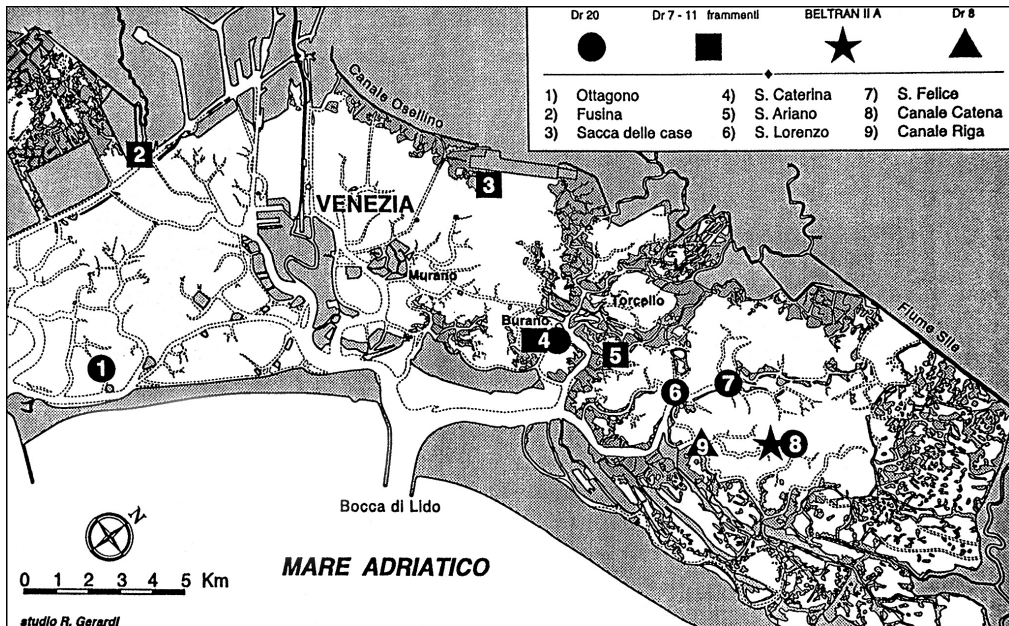 Dr 20 Dr 7 - 11 frammenti BELTRAN II A Dr 8
1) Ottagono 4) S. Caterina 7) S. Felice
2) Fusina 5) S. Ariano 8) Canale Catena
3) Sacca delle case 6) S. Lorenzo 9) Canale Riga
Canale Osellino
2
3
VENEZIA
Murano
Torcello
Burano
Fiume Sile
4
5
1
6
7
9
8
Bocca di Lido
N
MARE ADRIATICO
0 1 2 3 4 5 Km
studio R. Gerardi